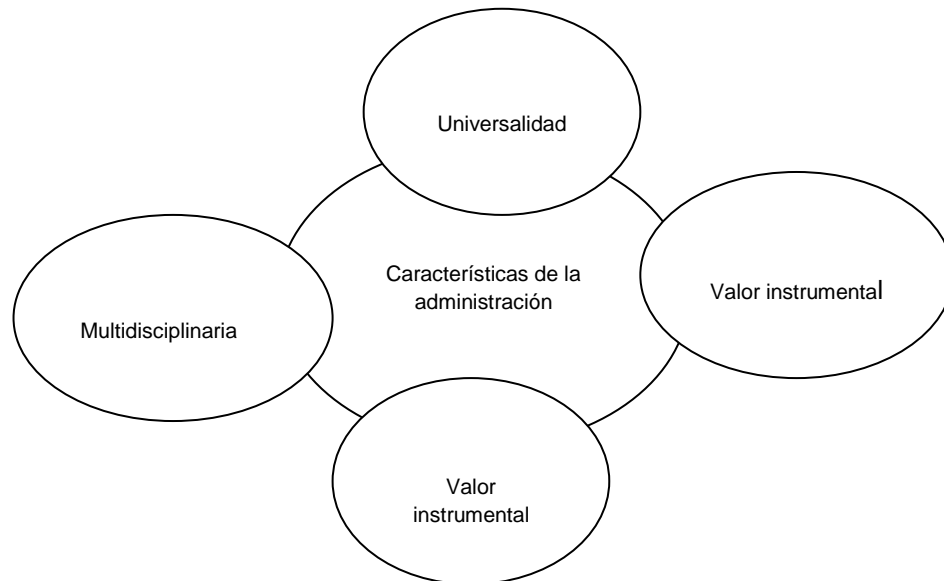 Universalidad
Características de la
administración
Valor instrumental
Multidisciplinaria
Valor
instrumental